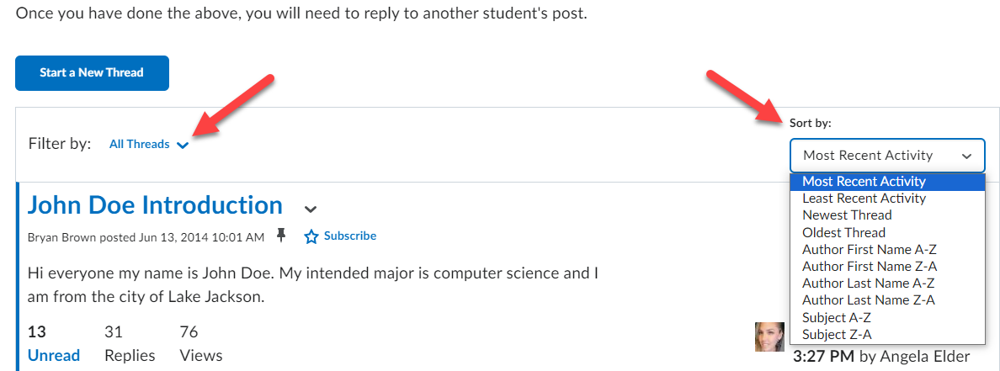 Once you have done the above, you will need to reply to another student's post.
Start a New Thread
Filter by: All Threads
Sort by:
Most Recent Activity
Most Recent Activity
Least Recent Activity
Newest Thread
Oldest Thread
Author First Name A-Z
Author First Name Z-A
Author Last Name A-Z
Author Last Name Z-A
Subject A-Z
Subject Z-A
John Doe Introduction
Bryan Brown posted Jun 13, 2014 10:01 AM Subscribe
Hi everyone my name is John Doe. My intended major is computer science and I
am from the city of Lake Jackson.
13 31 76
Unread Replies Views
3:27 PM by Angela Elder